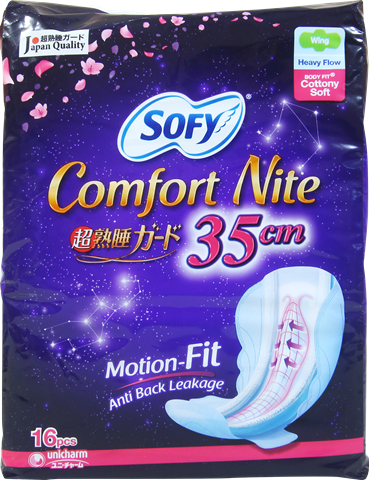 超熟睡ガード
Japan Quality
Wing
Heavy Flow
BODY FIT®
Cottony
Soft
SOFY
Comfort Nite
超熟睡ガード 35cm
Motion-Fit
Anti Back Leakage
16pcs
unicharm
ユニ・チャーム